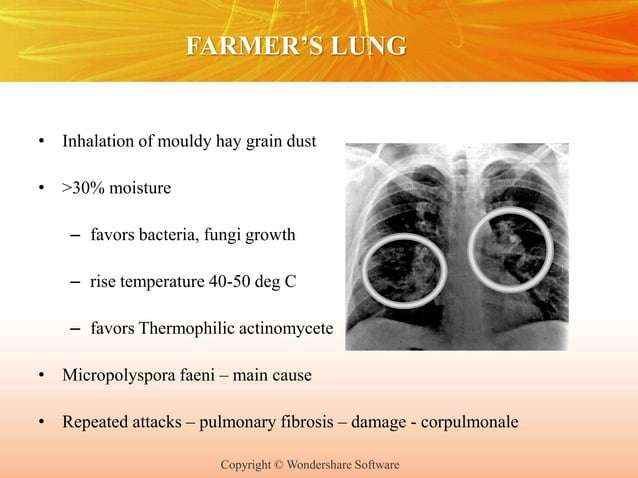 FARMER’S LUNG
• Inhalation of mouldy hay grain dust
• >30% moisture
– favors bacteria, fungi growth
– rise temperature 40-50 deg C
– favors Thermophilic actinomycete
• Micropolyspora faeni – main cause
• Repeated attacks – pulmonary fibrosis – damage - corpulmonale
Copyright © Wondershare Software